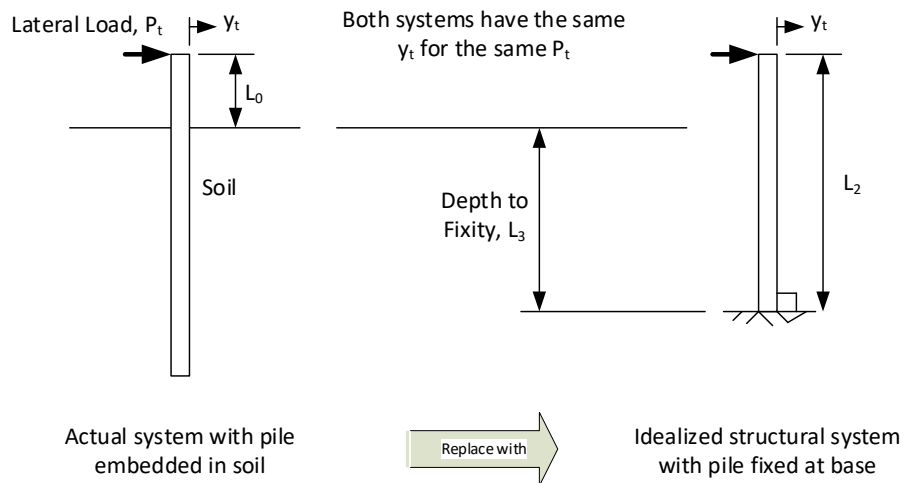 Lateral Load, Pₜ
yₜ
Both systems have the same
yₜ for the same Pₜ
yₜ
L₀
Soil
Depth to
Fixity, L₃
L₂
Actual system with pile
embedded in soil
Replace with
Idealized structural system
with pile fixed at base